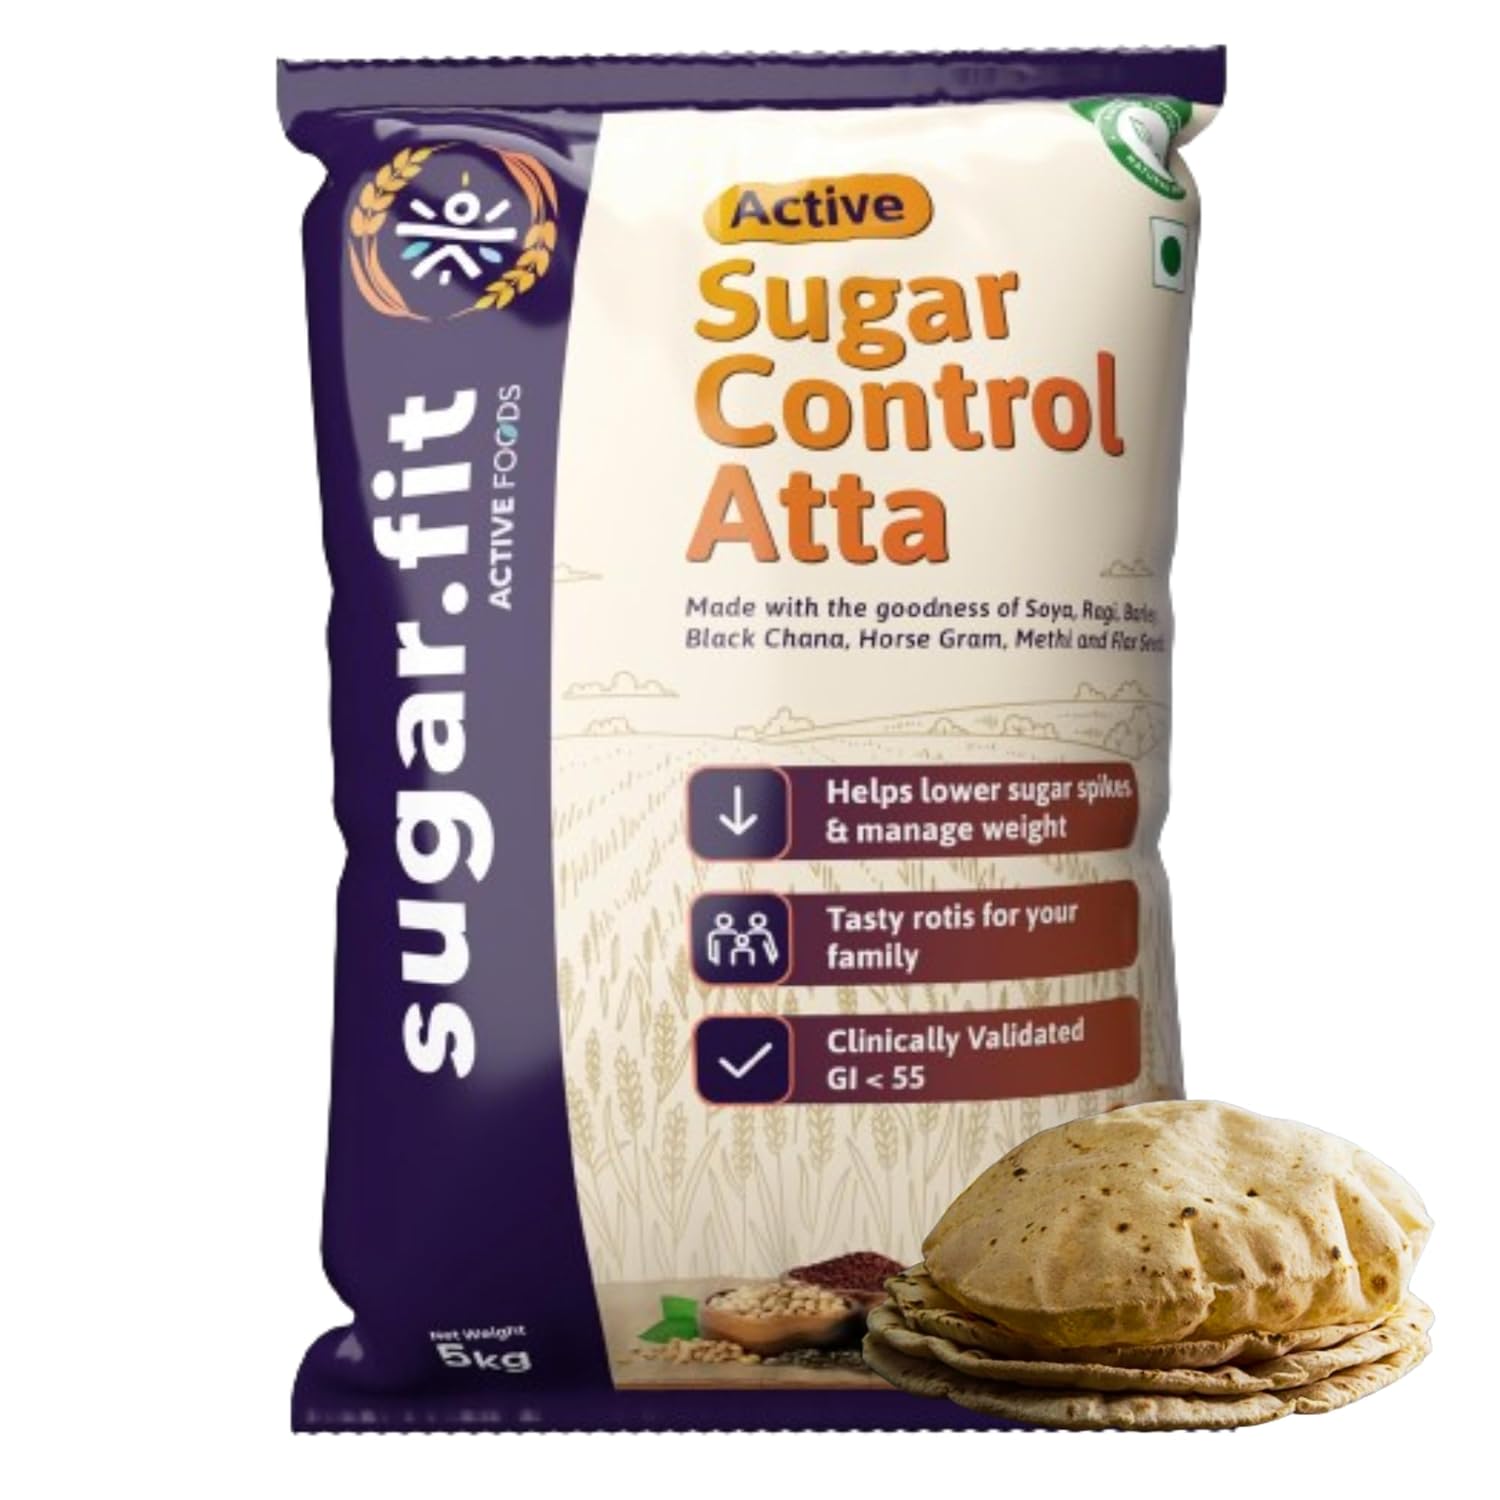 sugar.fit
ACTIVE FOODS
Active
Sugar
Control
Atta
Made with the goodness of Soya, Ragi, Barley,
Black Chana, Horse Gram, Methi and Flax Seeds
Helps lower sugar spikes
& manage weight
Tasty rotis for your
family
Clinically Validated
GI < 55
Net Weight
5kg